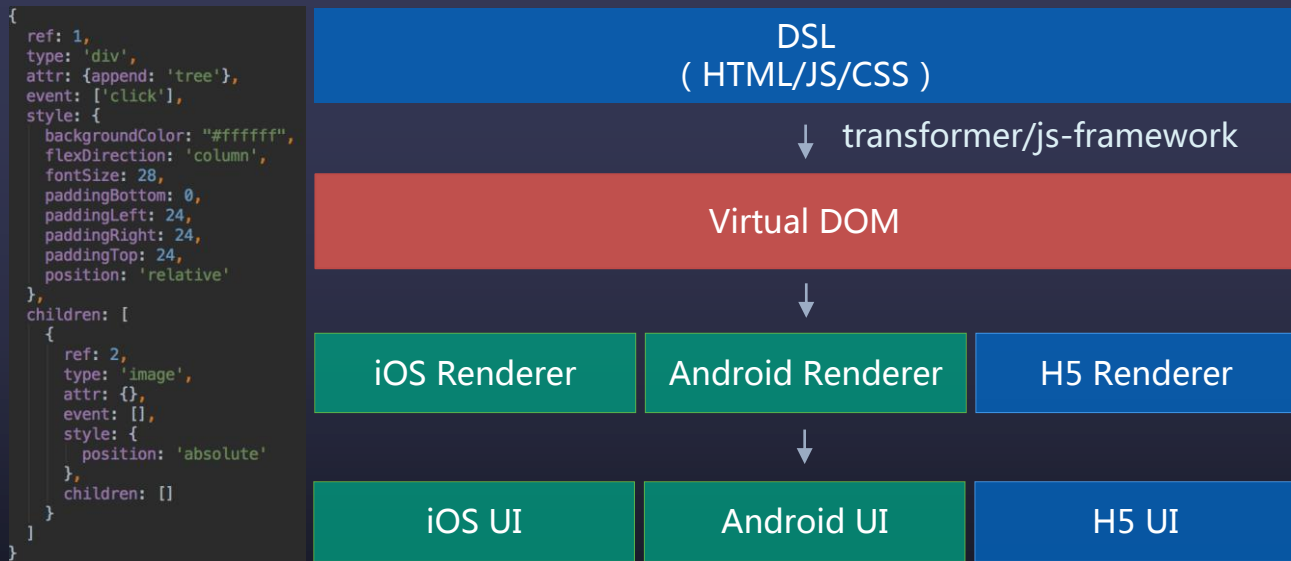 {
  ref: 1,
  type: 'div',
  attr: {append: 'tree'},
  event: ['click'],
  style: {
    backgroundColor: "#ffffff",
    flexDirection: 'column',
    fontSize: 28,
    paddingBottom: 0,
    paddingLeft: 24,
    paddingRight: 24,
    paddingTop: 24,
    position: 'relative'
  },
  children: [
    {
      ref: 2,
      type: 'image',
      attr: {},
      event: [],
      style: {
        position: 'absolute'
      },
      children: []
    }
  ]
}
DSL
( HTML/JS/CSS )
transformer/js-framework
Virtual DOM
iOS Renderer
Android Renderer
H5 Renderer
iOS UI
Android UI
H5 UI